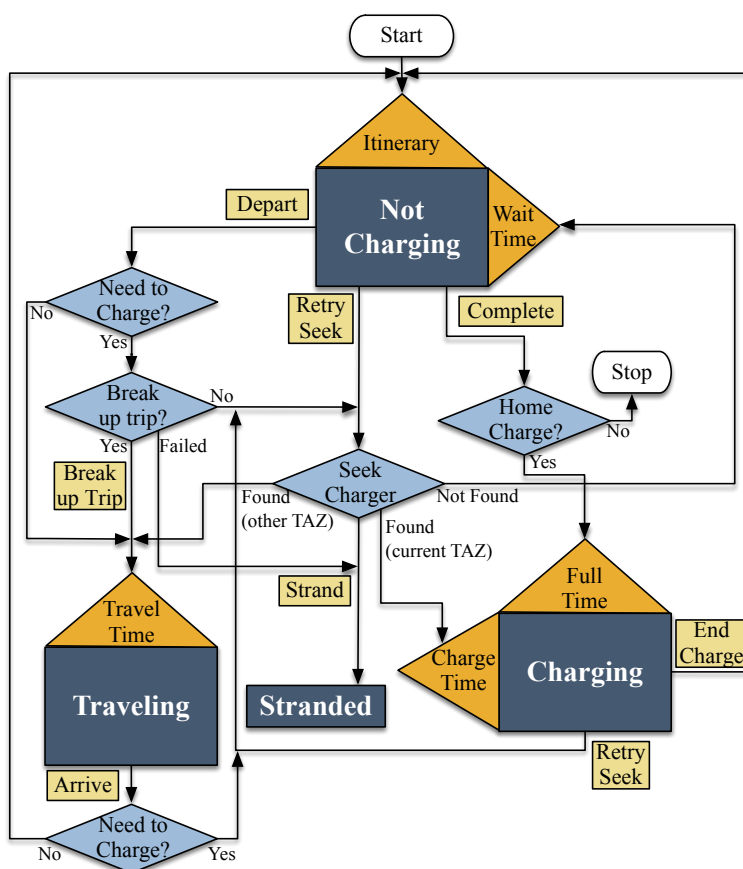 Start
Itinerary
Depart
Not
Charging
Wait
Time
Need to
Charge?
No
Yes
Retry
Seek
Complete
Break
up trip?
No
Yes
Failed
Home
Charge?
Stop
No
Yes
Break
up Trip
Seek
Charger
Found
(other TAZ)
Not Found
Found
(current TAZ)
Travel
Time
Strand
Full
Time
Charge
Time
Charging
End
Charge
Traveling
Stranded
Retry
Seek
Arrive
Need to
Charge?
No
Yes